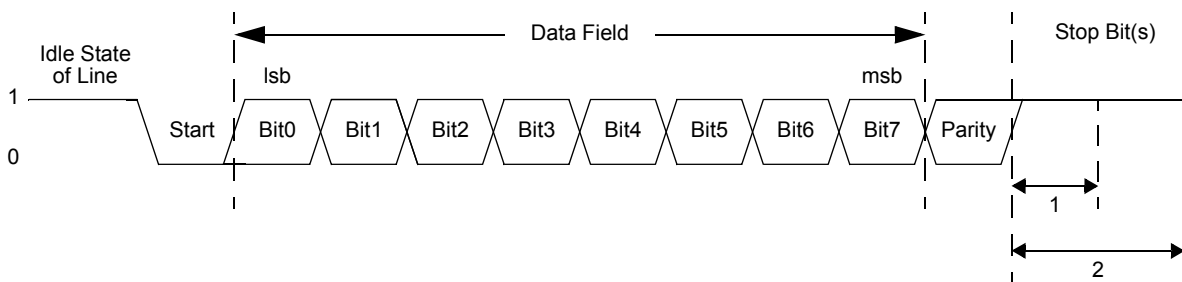 Data Field
Stop Bit(s)
Idle State
of Line
lsb
msb
1
Start
Bit0
Bit1
Bit2
Bit3
Bit4
Bit5
Bit6
Bit7
Parity
0
1
2